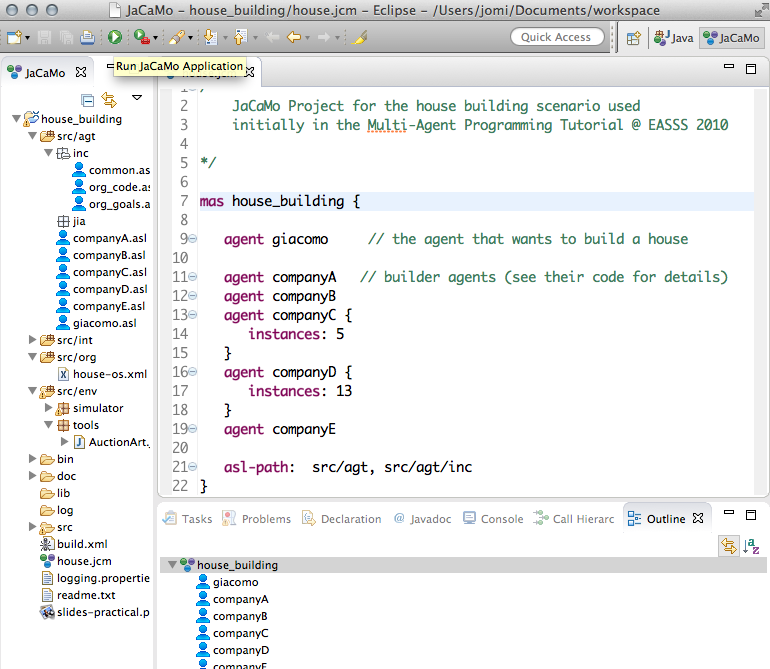 JaCaMo - house_building/house.jcm - Eclipse - /Users/jomi/Documents/workspace
Quick Access
Java
JaCaMo
JaCaMo
Run JaCaMo Application
house_building
src/agt
inc
common.as
org_code.as
org_goals.a
jia
companyA.asl
companyB.asl
companyC.asl
companyD.asl
companyE.asl
giacomo.asl
src/int
src/org
house-os.xml
src/env
simulator
tools
AuctionArt.
bin
doc
lib
log
src
build.xml
house.jcm
logging.propertie
readme.txt
slides-practical.p
2 JaCaMo Project for the house building scenario used
3 initially in the Multi-Agent Programming Tutorial @ EASSS 2010
4
5 */
6
7 mas house_building {
8
9 agent giacomo // the agent that wants to build a house
10
11 agent companyA // builder agents (see their code for details)
12 agent companyB
13 agent companyC {
14 instances: 5
15 }
16 agent companyD {
17 instances: 13
18 }
19 agent companyE
20
21 asl-path: src/agt, src/agt/inc
22 }
Tasks
Problems
Declaration
@ Javadoc
Console
Call Hierarc
Outline
house_building
giacomo
companyA
companyB
companyC
companyD
companyE